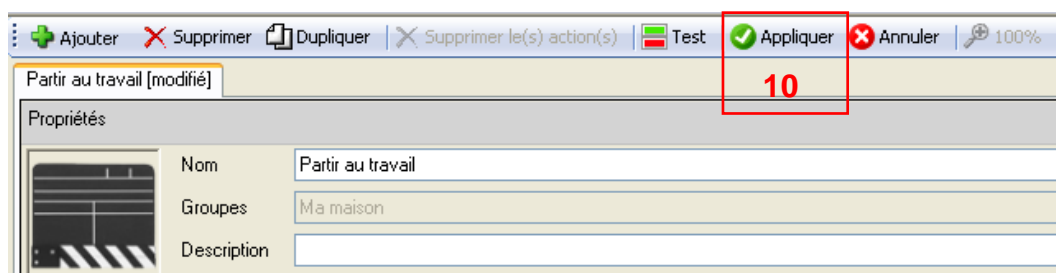 Ajouter Supprimer Dupliquer Supprimer le(s) action(s) Test Appliquer Annuler 100%
10
Partir au travail [modifié]
Propriétés
Nom Partir au travail
Groupes Ma maison
Description